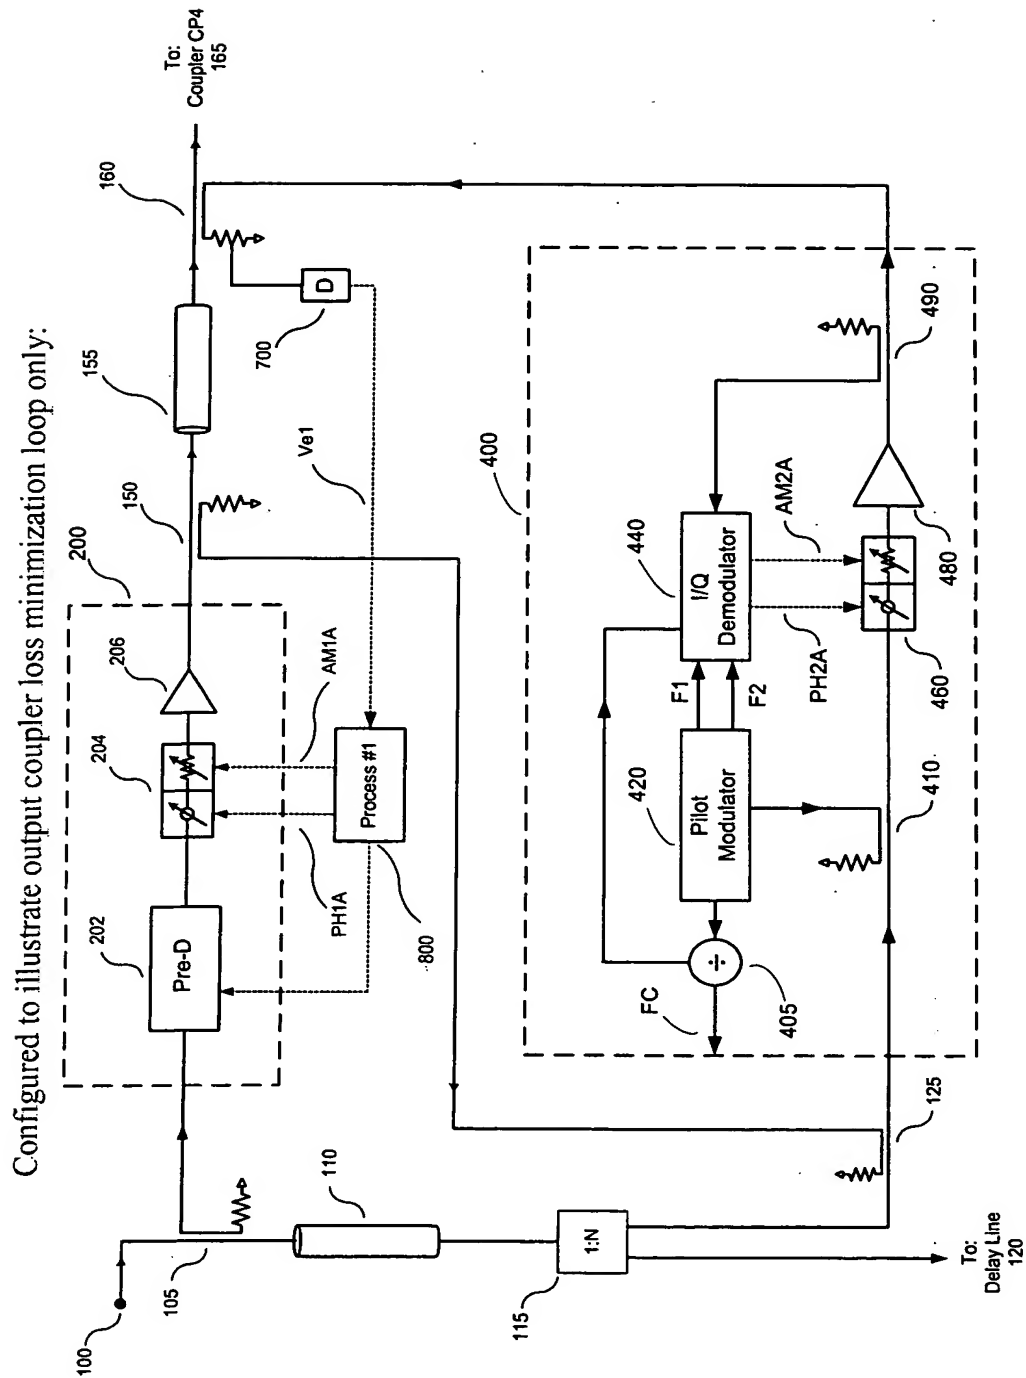 Configured to illustrate output coupler loss minimization loop only:
100
105
110
1:N
115
To:
Delay Line
120
125
200
202
Pre-D
204
206
PH1A
AM1A
Process #1
800
Ve1
150
155
160
D
700
To:
Coupler CP4
165
400
FC
405
÷
420
Pilot
Modulator
F1
F2
440
I/Q
Demodulator
PH2A
AM2A
410
460
480
490